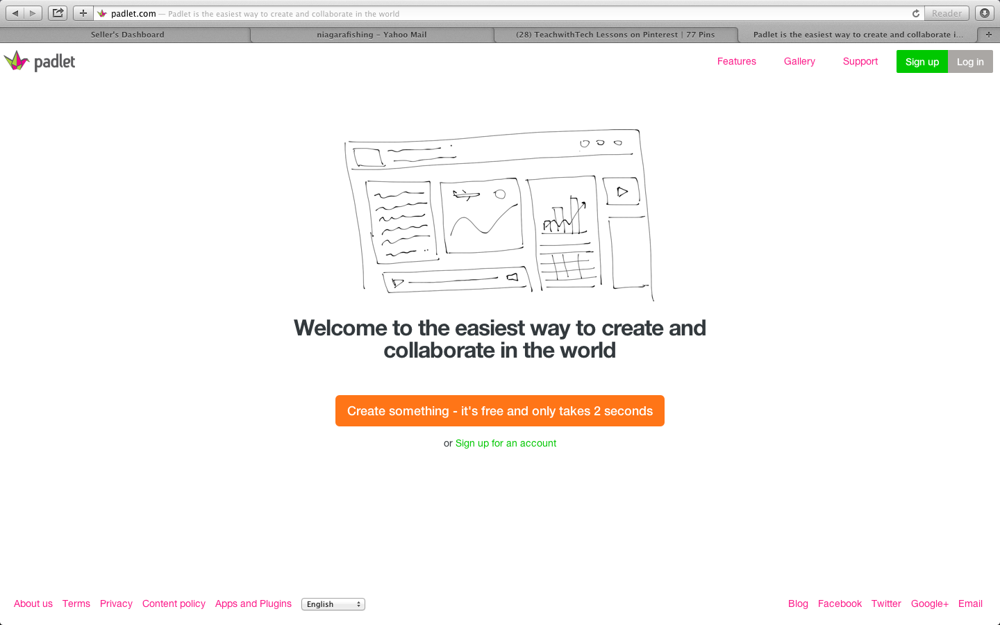 padlet.com — Padlet is the easiest way to create and collaborate in the world
Reader
Seller's Dashboard
niagarafishing – Yahoo Mail
(28) TeachwithTech Lessons on Pinterest | 77 Pins
Padlet is the easiest way to create and collaborate i...
padlet
Features
Gallery
Support
Sign up
Log in
Welcome to the easiest way to create and
collaborate in the world
Create something - it's free and only takes 2 seconds
or Sign up for an account
About us
Terms
Privacy
Content policy
Apps and Plugins
English
Blog
Facebook
Twitter
Google+
Email